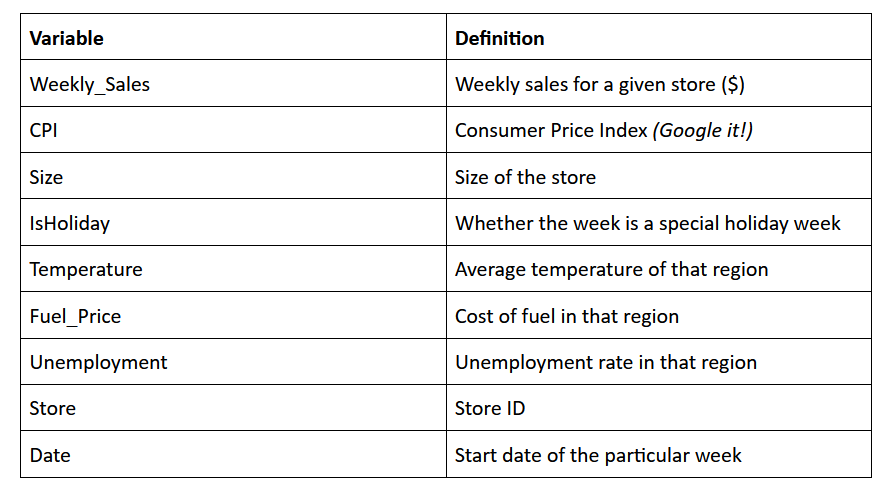 Variable Definition
Weekly_Sales Weekly sales for a given store ($)
CPI Consumer Price Index (Google it!)
Size Size of the store
IsHoliday Whether the week is a special holiday week
Temperature Average temperature of that region
Fuel_Price Cost of fuel in that region
Unemployment Unemployment rate in that region
Store Store ID
Date Start date of the particular week